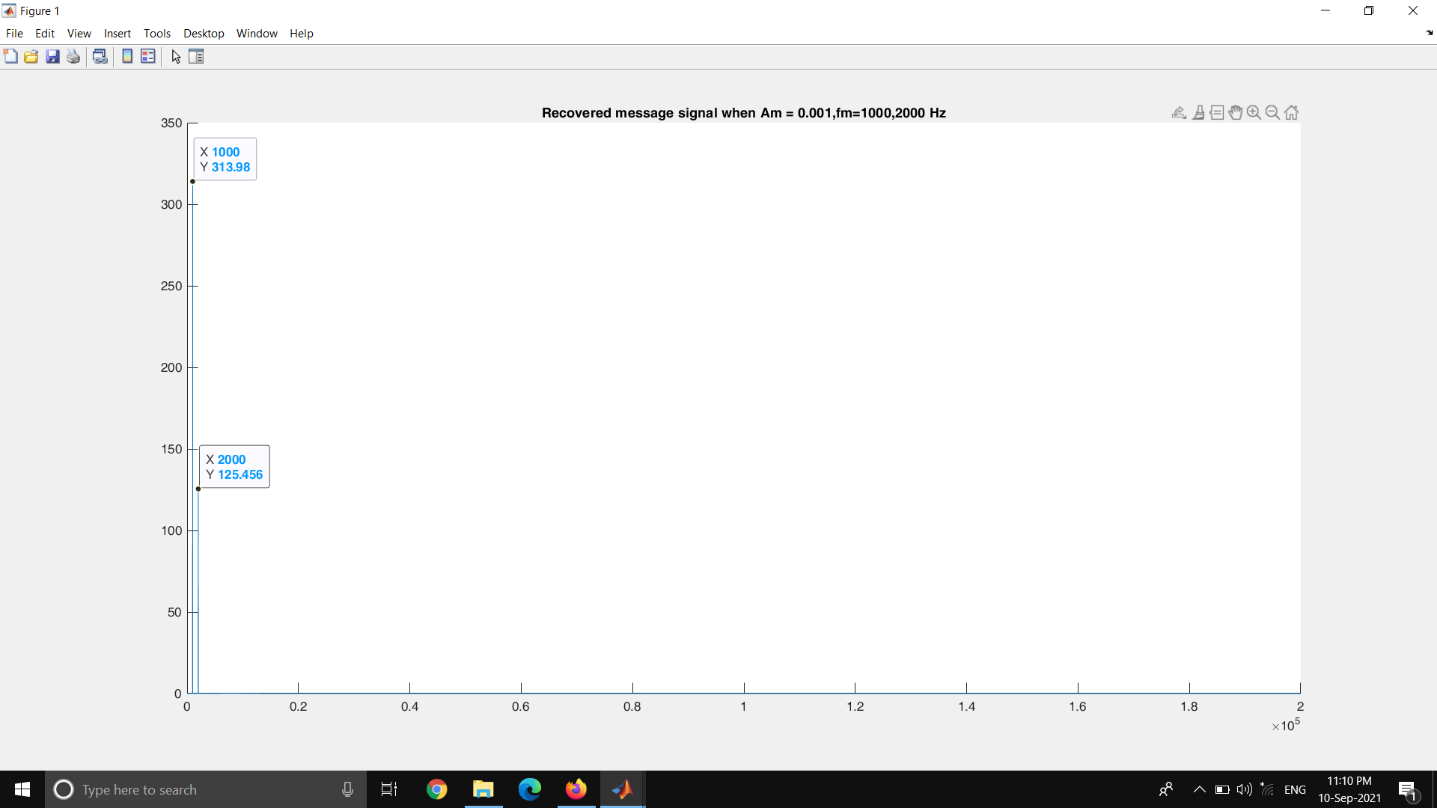 Figure 1
File Edit View Insert Tools Desktop Window Help
Recovered message signal when Am = 0.001,fm=1000,2000 Hz
350
X 1000
Y 313.98
300
250
200
150
X 2000
Y 125.456
100
50
0
0 0.2 0.4 0.6 0.8 1 1.2 1.4 1.6 1.8 2
×10^5
Type here to search
ENG
11:10 PM
10-Sep-2021
1